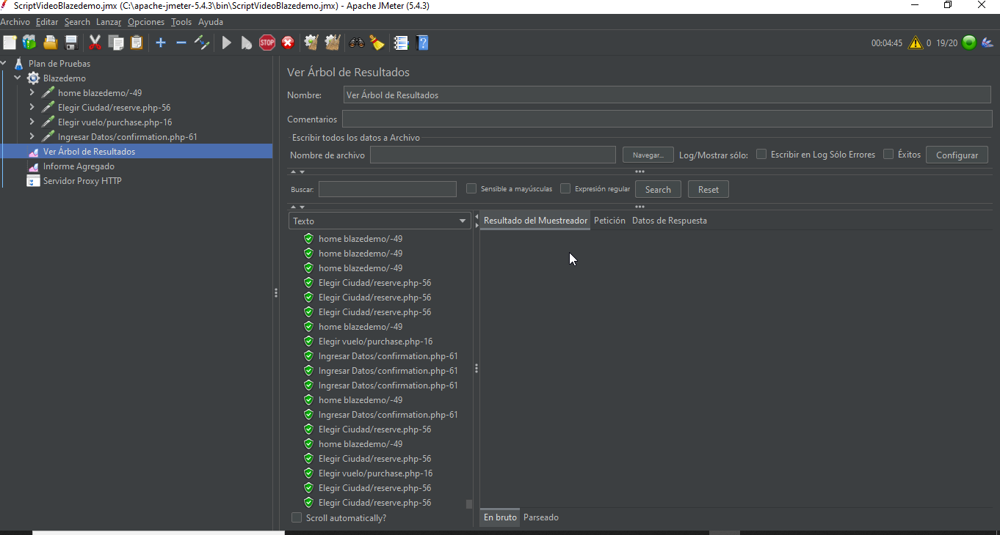 ScriptVideoBlazedemo.jmx (C:\apache-jmeter-5.4.3\bin\ScriptVideoBlazedemo.jmx) - Apache JMeter (5.4.3)
Archivo Editar Search Lanzar Opciones Tools Ayuda
STOP 00:04:45 0 19/20
Plan de Pruebas
Blazedemo
home blazedemo/-49
Elegir Ciudad/reserve.php-56
Elegir vuelo/purchase.php-16
Ingresar Datos/confirmation.php-61
Ver Árbol de Resultados
Informe Agregado
Servidor Proxy HTTP
Ver Árbol de Resultados
Nombre: Ver Árbol de Resultados
Comentarios
Escribir todos los datos a Archivo
Nombre de archivo Navegar... Log/Mostrar sólo: Escribir en Log Sólo Errores Éxitos Configurar
Buscar: Sensible a mayúsculas Expresión regular Search Reset
Texto
Resultado del Muestreador Petición Datos de Respuesta
home blazedemo/-49
home blazedemo/-49
home blazedemo/-49
Elegir Ciudad/reserve.php-56
Elegir Ciudad/reserve.php-56
Elegir Ciudad/reserve.php-56
home blazedemo/-49
Elegir vuelo/purchase.php-16
Ingresar Datos/confirmation.php-61
Ingresar Datos/confirmation.php-61
Ingresar Datos/confirmation.php-61
home blazedemo/-49
Ingresar Datos/confirmation.php-61
Elegir Ciudad/reserve.php-56
home blazedemo/-49
Elegir Ciudad/reserve.php-56
Elegir vuelo/purchase.php-16
Elegir Ciudad/reserve.php-56
Elegir Ciudad/reserve.php-56
Scroll automatically?
En bruto Parseado